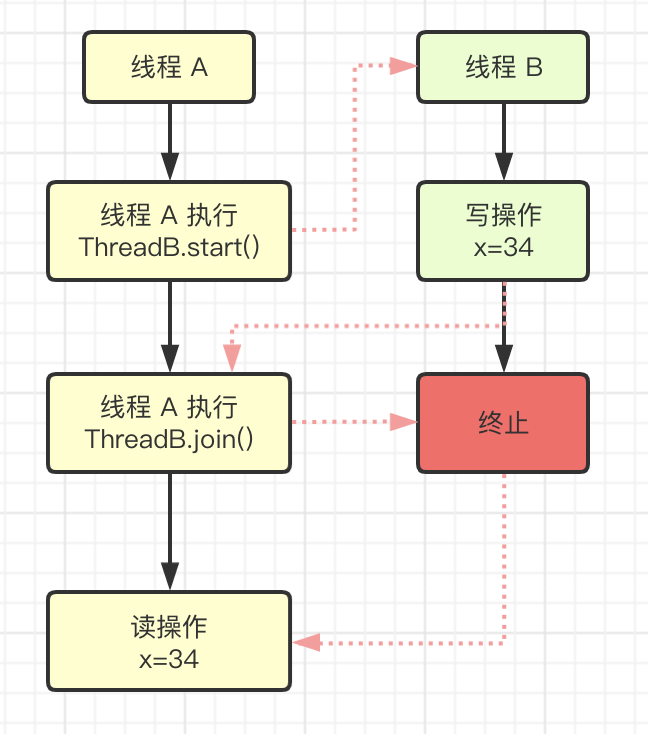 线程 A
线程 B
线程 A 执行
ThreadB.start()
写操作
x=34
线程 A 执行
ThreadB.join()
终止
读操作
x=34